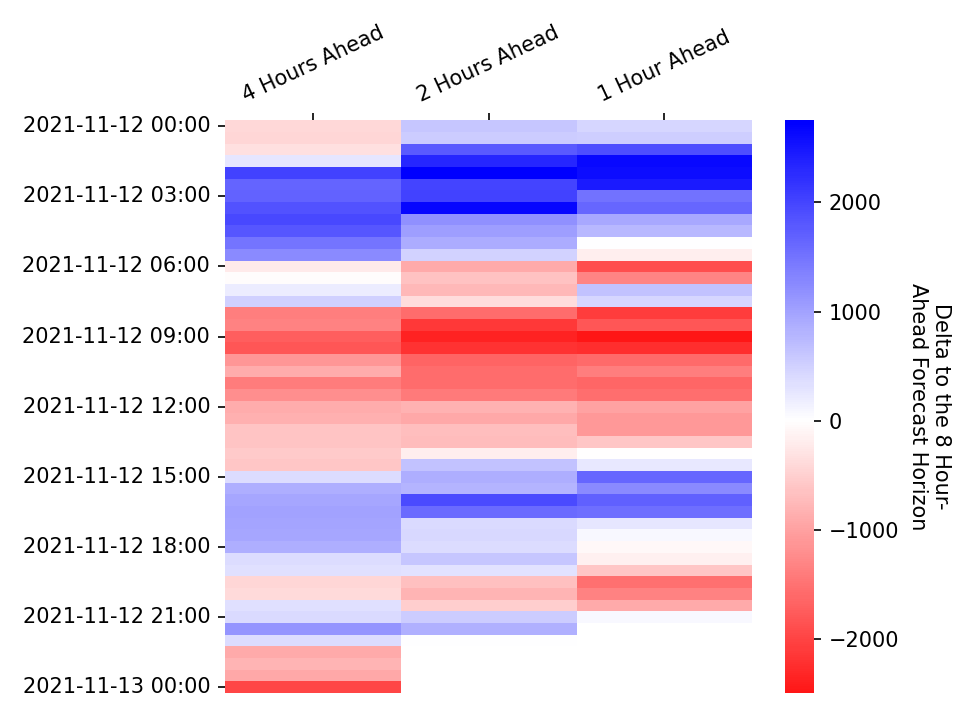 4 Hours Ahead
2 Hours Ahead
1 Hour Ahead
2021-11-12 00:00
2021-11-12 03:00
2021-11-12 06:00
2021-11-12 09:00
2021-11-12 12:00
2021-11-12 15:00
2021-11-12 18:00
2021-11-12 21:00
2021-11-13 00:00
2000
1000
0
−1000
−2000
Delta to the 8 Hour-
Ahead Forecast Horizon